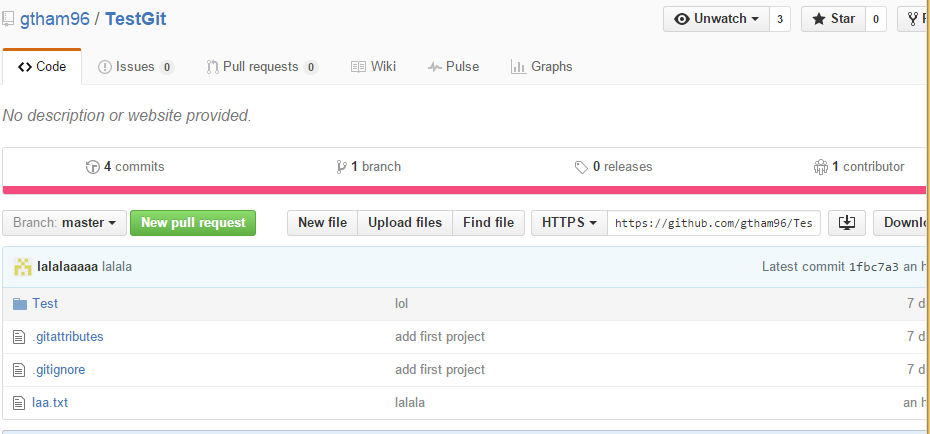 gtham96 / TestGit Unwatch 3 Star 0
Code Issues 0 Pull requests 0 Wiki Pulse Graphs
No description or website provided.
4 commits 1 branch 0 releases 1 contributor
Branch: master New pull request New file Upload files Find file HTTPS https://github.com/gtham96/Tes Downl
lalalaaaaa lalala Latest commit 1fbc7a3 an h
Test lol 7 d
.gitattributes add first project 7 d
.gitignore add first project 7 d
laa.txt lalala an h